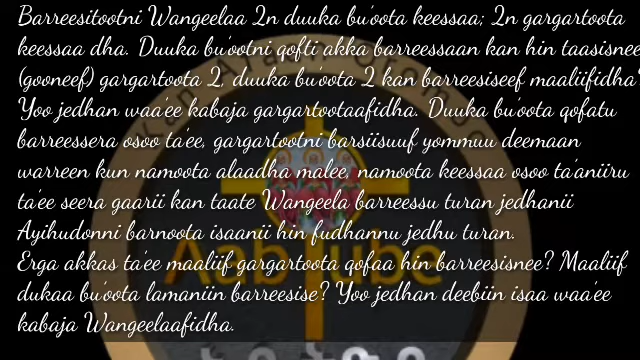 Barreesitootni Wangeelaa 2n duuka bu'oota keessaa; 2n gargartoota
keessaa dha. Duuka bu'ootni qofti akka barreessaan kan hin taasisnee
(gooneef) gargartoota 2, duuka bu'oota 2 kan barreesiseef maaliifidha?
Yoo jedhan waa'ee kabaja gargartootaafidha. Duuka bu'oota qofatu
barreessera osoo ta'ee, gargartootni barsiisuuf yommuu deemaan
warreen kun namoota alaadha malee, namoota keessaa osoo ta'aniiru
ta'ee seera gaarii kan taate Wangeela barreessu turan jedhanii
Ayihudonni barnoota isaanii hin fudhannu jedhu turan.
Erga akkas ta'ee maaliif gargartoota qofaa hin barreesisnee? Maaliif
dukaa bu'oota lamaniin barreesise? Yoo jedhan deebiin isaa waa'ee
kabaja Wangeelaafidha.